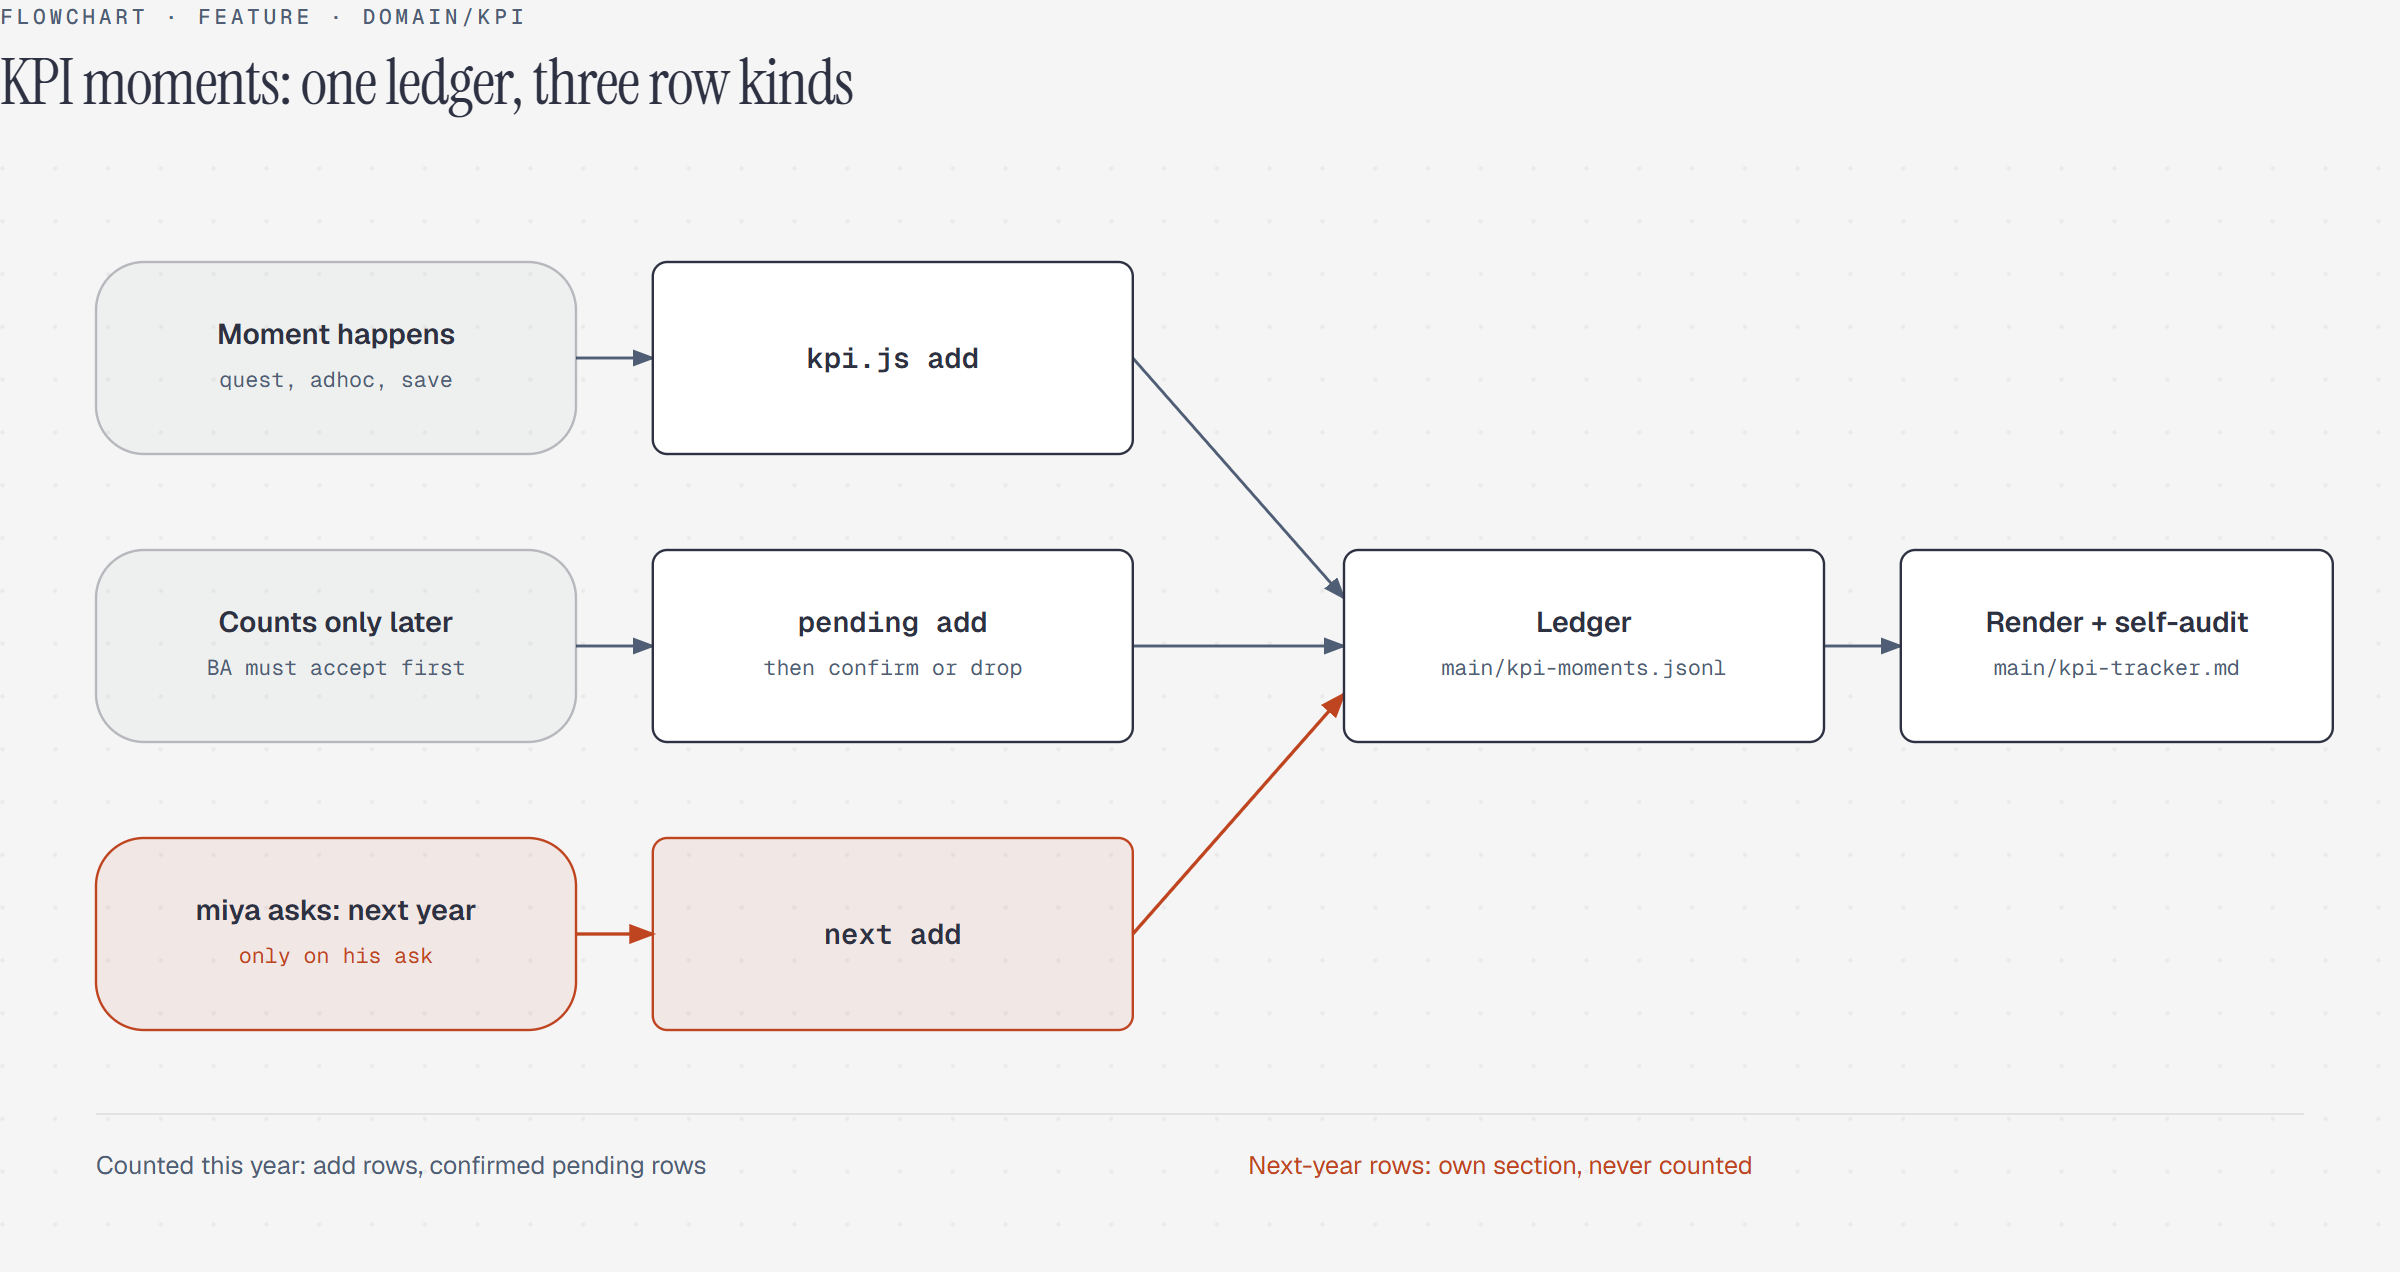 FLOWCHART · FEATURE · DOMAIN/KPI
KPI moments: one ledger, three row kinds
Moment happens
quest, adhoc, save
kpi.js add
Counts only later
BA must accept first
pending add
then confirm or drop
Ledger
main/kpi-moments.jsonl
Render + self-audit
main/kpi-tracker.md
miya asks: next year
only on his ask
next add
Counted this year: add rows, confirmed pending rows
Next-year rows: own section, never counted